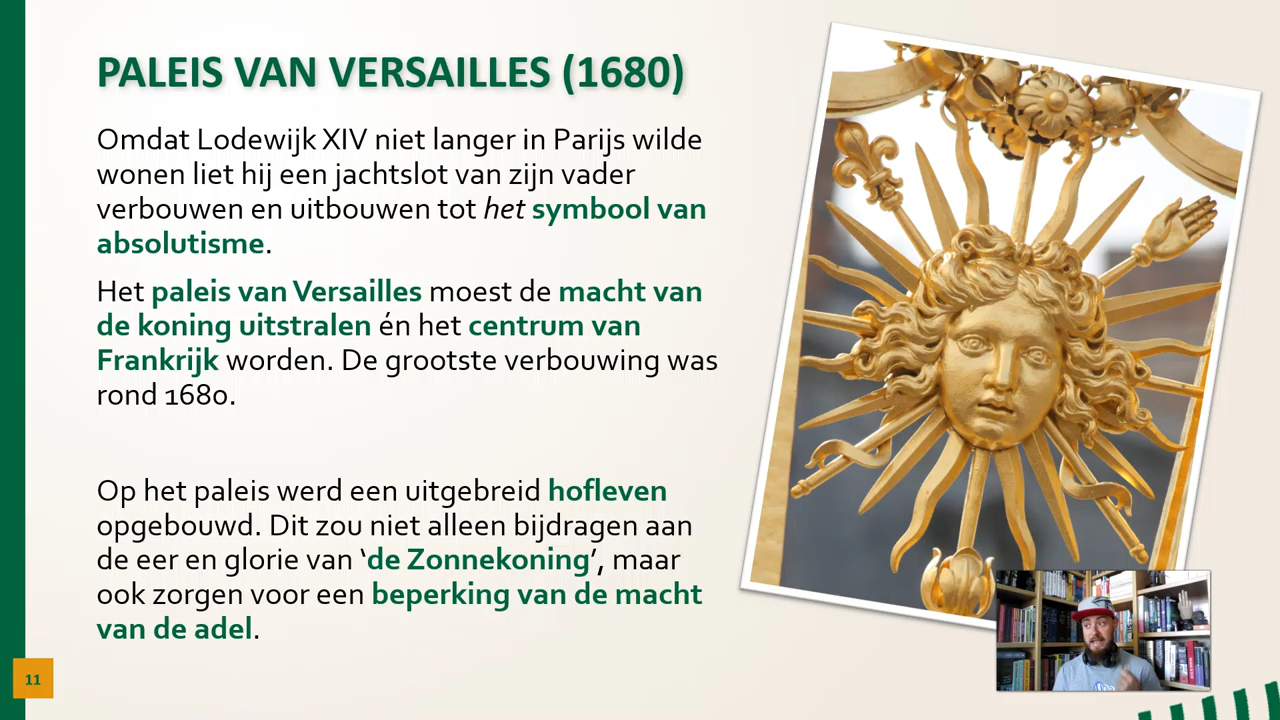 PALEIS VAN VERSAILLES (1680)
Omdat Lodewijk XIV niet langer in Parijs wilde
wonen liet hij een jachtslot van zijn vader
verbouwen en uitbouwen tot het symbool van
absolutisme.
Het paleis van Versailles moest de macht van
de koning uitstralen én het centrum van
Frankrijk worden. De grootste verbouwing was
rond 1680.
Op het paleis werd een uitgebreid hofleven
opgebouwd. Dit zou niet alleen bijdragen aan
de eer en glorie van ‘de Zonnekoning’, maar
ook zorgen voor een beperking van de macht
van de adel.
11